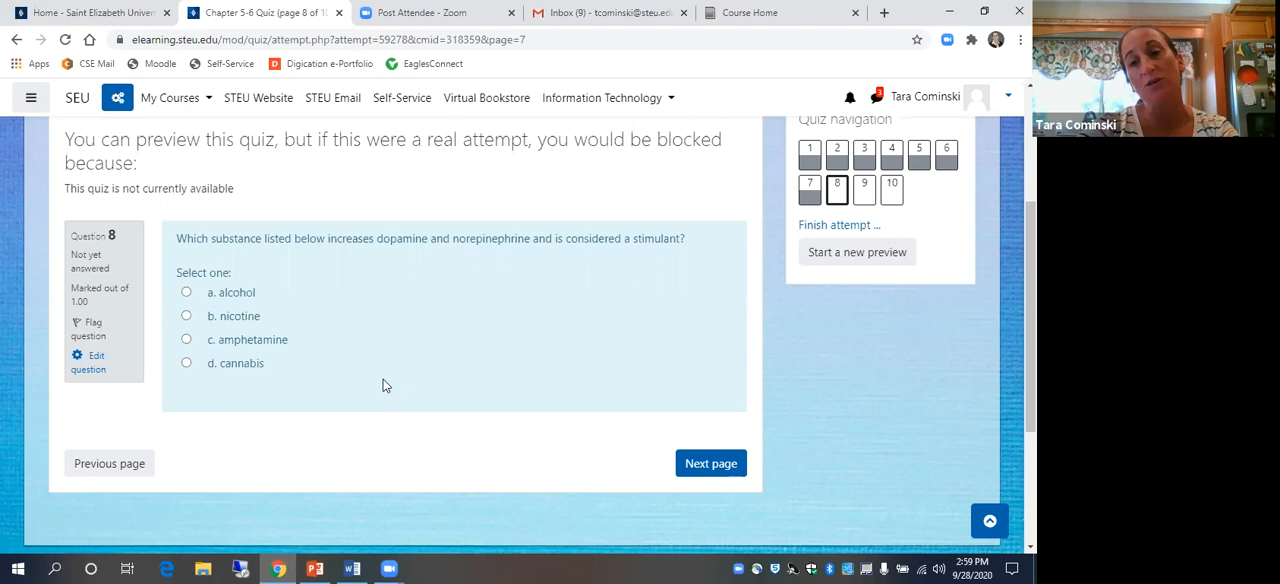 Home - Saint Elizabeth Univer
Chapter 5-6 Quiz (page 8 of 10
Post Attendee - Zoom
Inbox (9) - tcominski@steu.ed
Course Home
elearning.steu.edu/mod/quiz/attempt.php?attempt=59278&cmid=318359&page=7
Apps
CSE Mail
Moodle
Self-Service
Digication e-Portfolio
EaglesConnect
SEU
My Courses
STEU Website
STEU Email
Self-Service
Virtual Bookstore
Information Technology
3
Tara Cominski
Tara Cominski
You can preview this quiz, but if this were a real attempt, you would be blocked
because:
This quiz is not currently available
Quiz navigation
1 2 3 4 5 6
7 8 9 10
Finish attempt ...
Start a new preview
Question 8
Not yet
answered
Marked out of
1.00
Flag
question
Edit
question
Which substance listed below increases dopamine and norepinephrine and is considered a stimulant?
Select one:
a. alcohol
b. nicotine
c. amphetamine
d. cannabis
Previous page
Next page
2:59 PM
9/28/2020